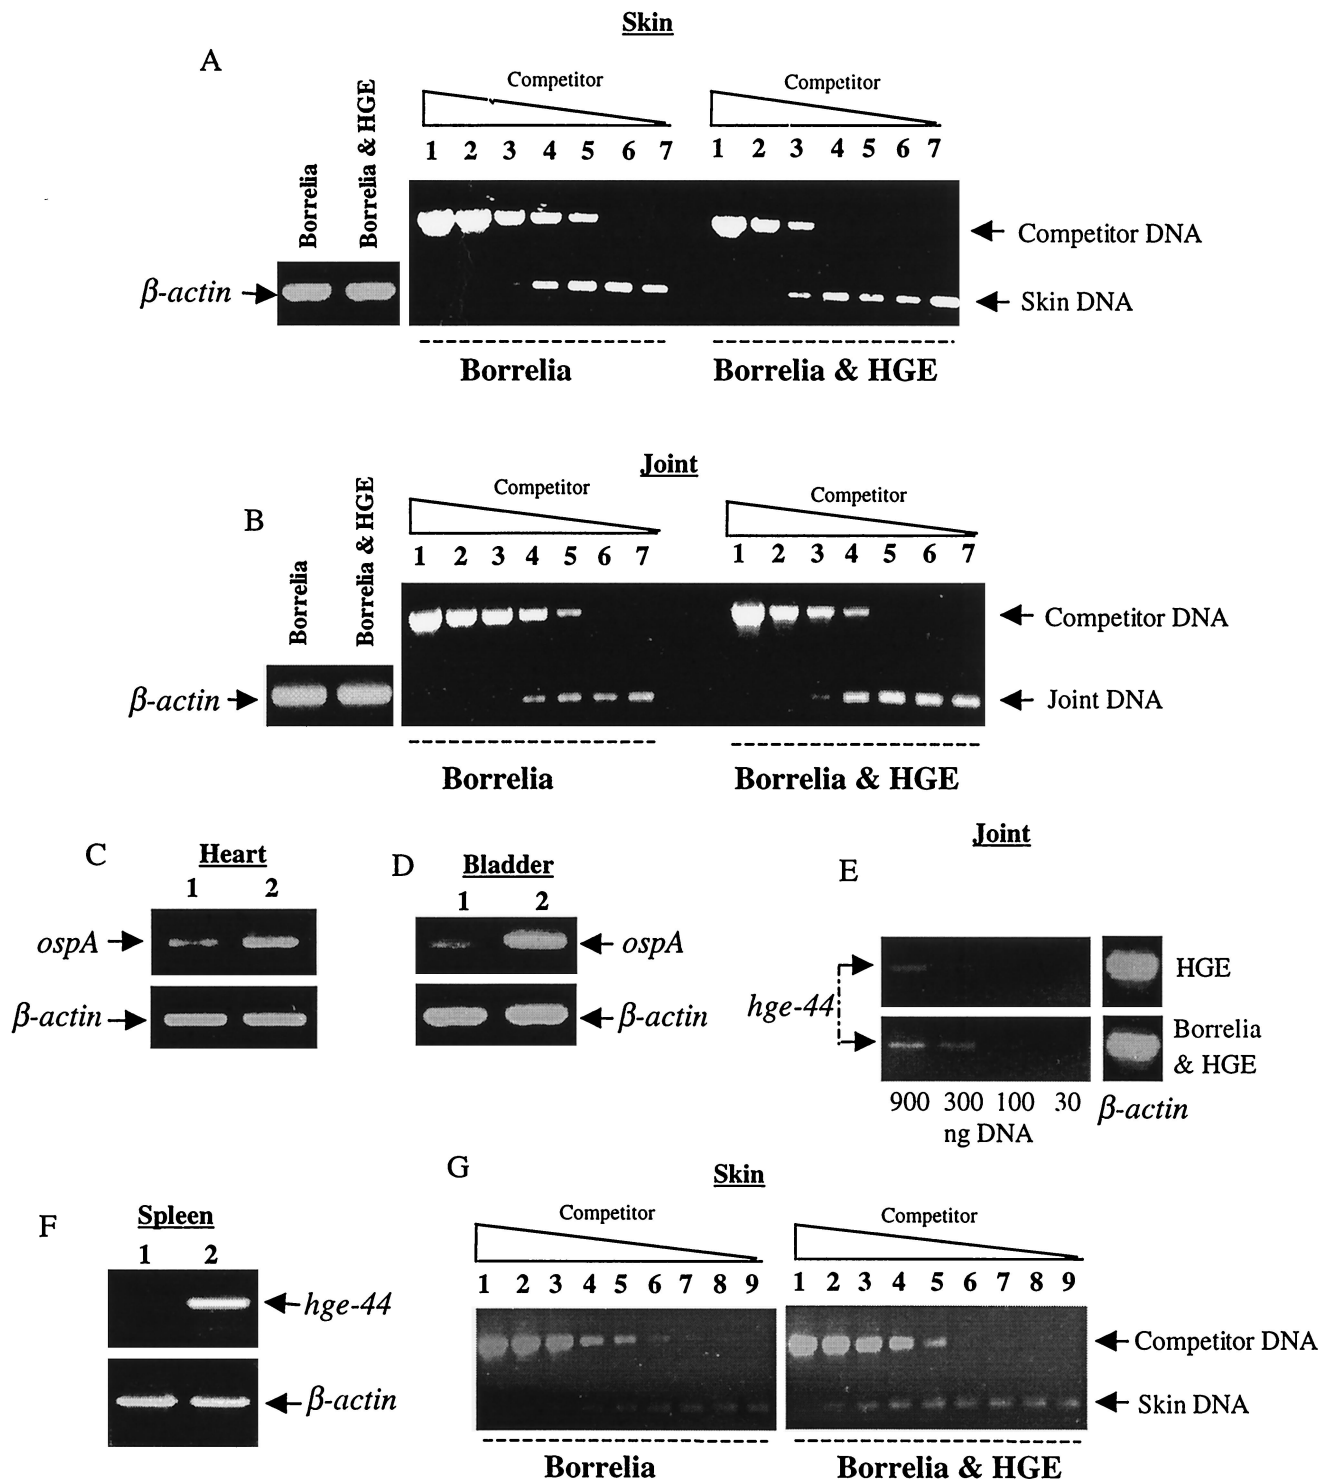 Skin
A
Borrelia
Borrelia & HGE
Competitor
Competitor
1 2 3 4 5 6 7
1 2 3 4 5 6 7
β-actin
Competitor DNA
Skin DNA
Borrelia
Borrelia & HGE
Joint
B
Borrelia
Borrelia & HGE
Competitor
Competitor
1 2 3 4 5 6 7
1 2 3 4 5 6 7
β-actin
Competitor DNA
Joint DNA
Borrelia
Borrelia & HGE
C
Heart
1 2
ospA
β-actin
D
Bladder
1 2
ospA
β-actin
Joint
E
hge-44
HGE
Borrelia
& HGE
900 300 100 30
ng DNA
β-actin
F
Spleen
1 2
hge-44
β-actin
G
Skin
Competitor
Competitor
1 2 3 4 5 6 7 8 9
1 2 3 4 5 6 7 8 9
Competitor DNA
Skin DNA
Borrelia
Borrelia & HGE